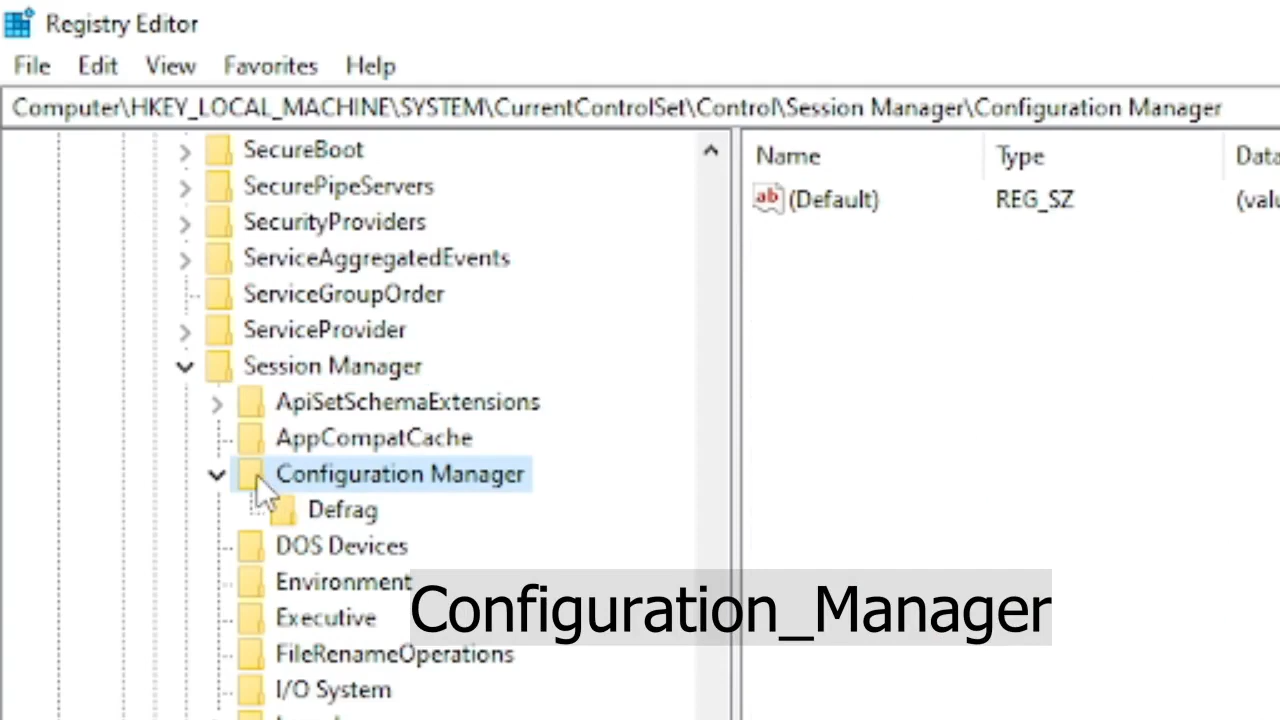 Registry Editor
File Edit View Favorites Help
Computer\HKEY_LOCAL_MACHINE\SYSTEM\CurrentControlSet\Control\Session Manager\Configuration Manager
SecureBoot
SecurePipeServers
SecurityProviders
ServiceAggregatedEvents
ServiceGroupOrder
ServiceProvider
Session Manager
ApiSetSchemaExtensions
AppCompatCache
Configuration Manager
Defrag
DOS Devices
Environment
Executive
FileRenameOperations
I/O System
Name Type Data
ab (Default) REG_SZ
Configuration_Manager